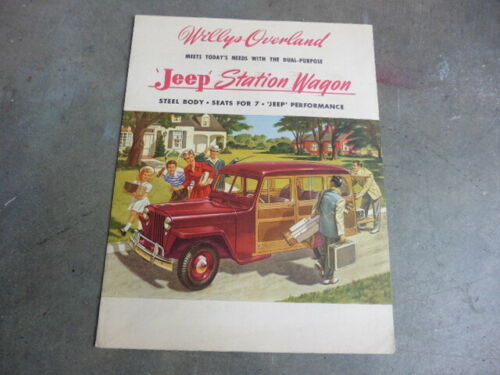 Willys Overland
MEETS TODAY'S NEEDS WITH THE DUAL-PURPOSE
'Jeep' Station Wagon
STEEL BODY • SEATS FOR 7 • 'JEEP' PERFORMANCE